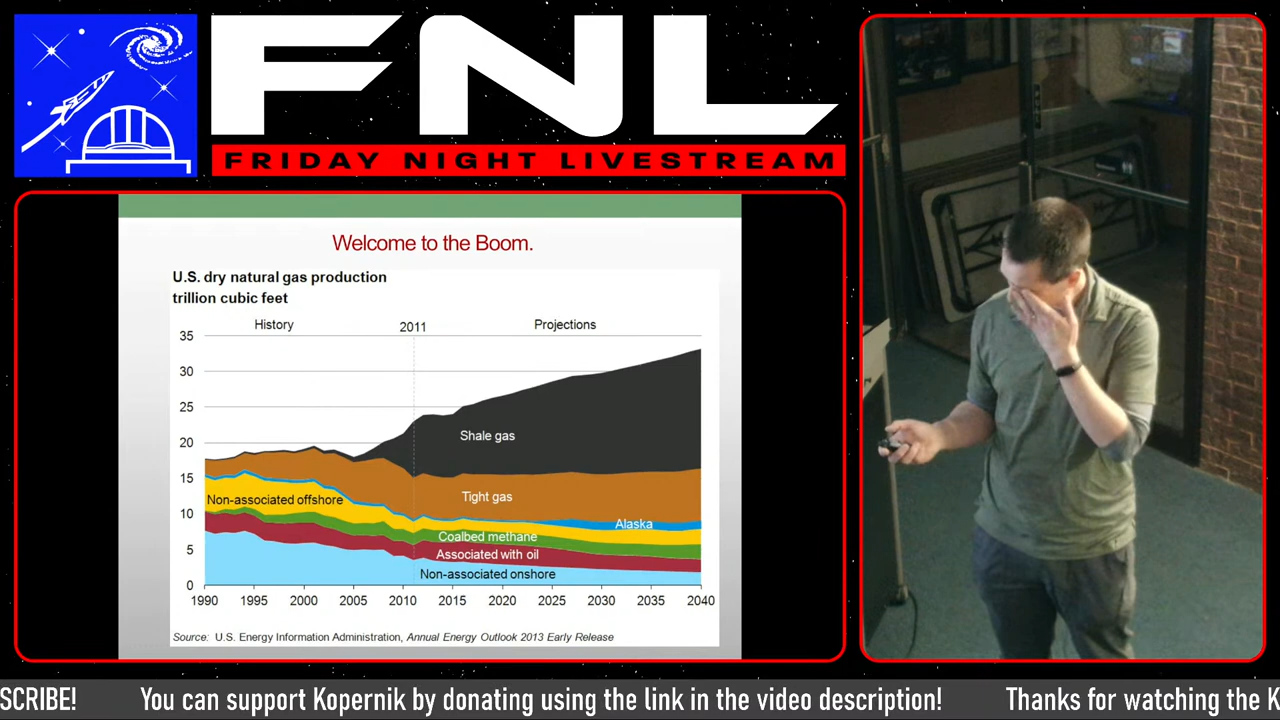 FNL
FRIDAY NIGHT LIVESTREAM
Welcome to the Boom.
U.S. dry natural gas production
trillion cubic feet
History 2011 Projections
35
30
25
20
15
10
5
0
Shale gas
Tight gas
Non-associated offshore
Alaska
Coalbed methane
Associated with oil
Non-associated onshore
1990 1995 2000 2005 2010 2015 2020 2025 2030 2035 2040
Source: U.S. Energy Information Administration, Annual Energy Outlook 2013 Early Release
SCRIBE! You can support Kopernik by donating using the link in the video description! Thanks for watching the K